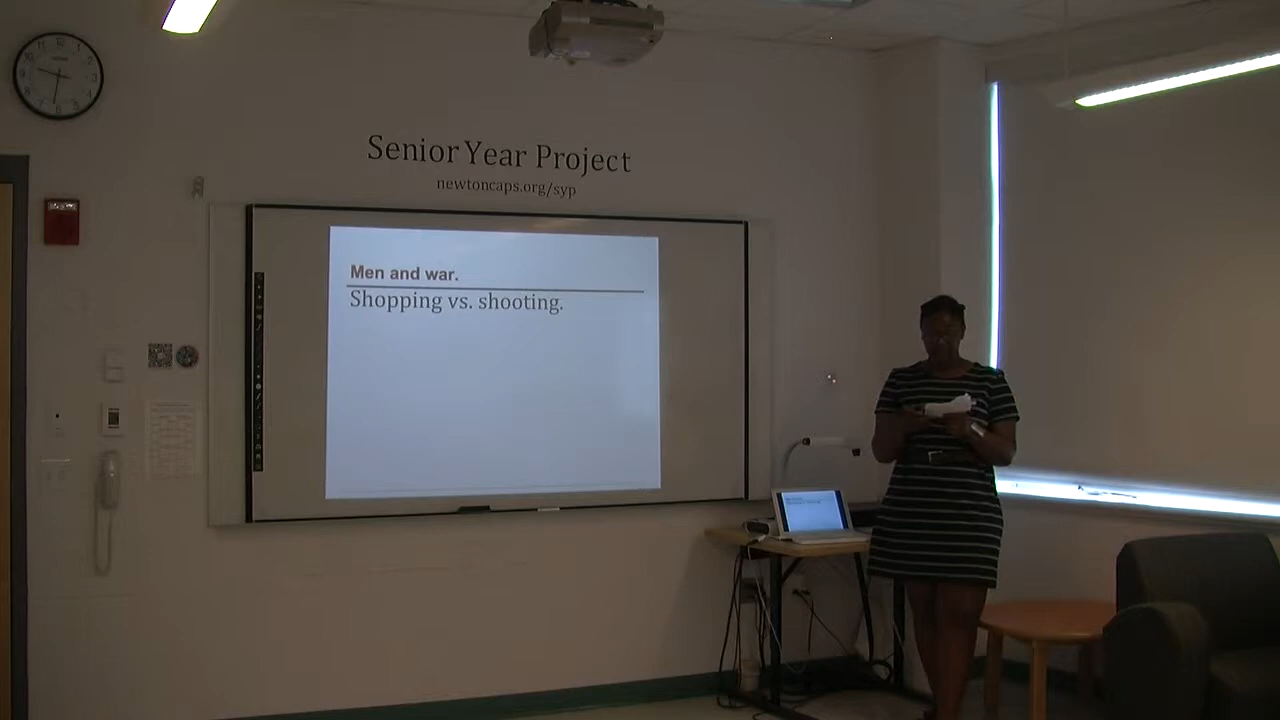 Senior Year Project
newtoncaps.org/syp
Men and war.
Shopping vs. shooting.